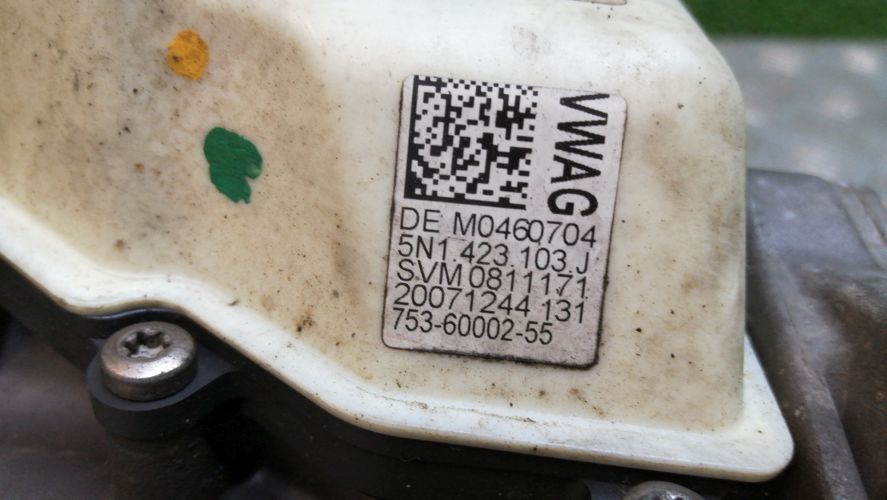 VWAG
DE M0460704
5N1.423.103.J
SVM 0811171
20071244 131
753-60002-55